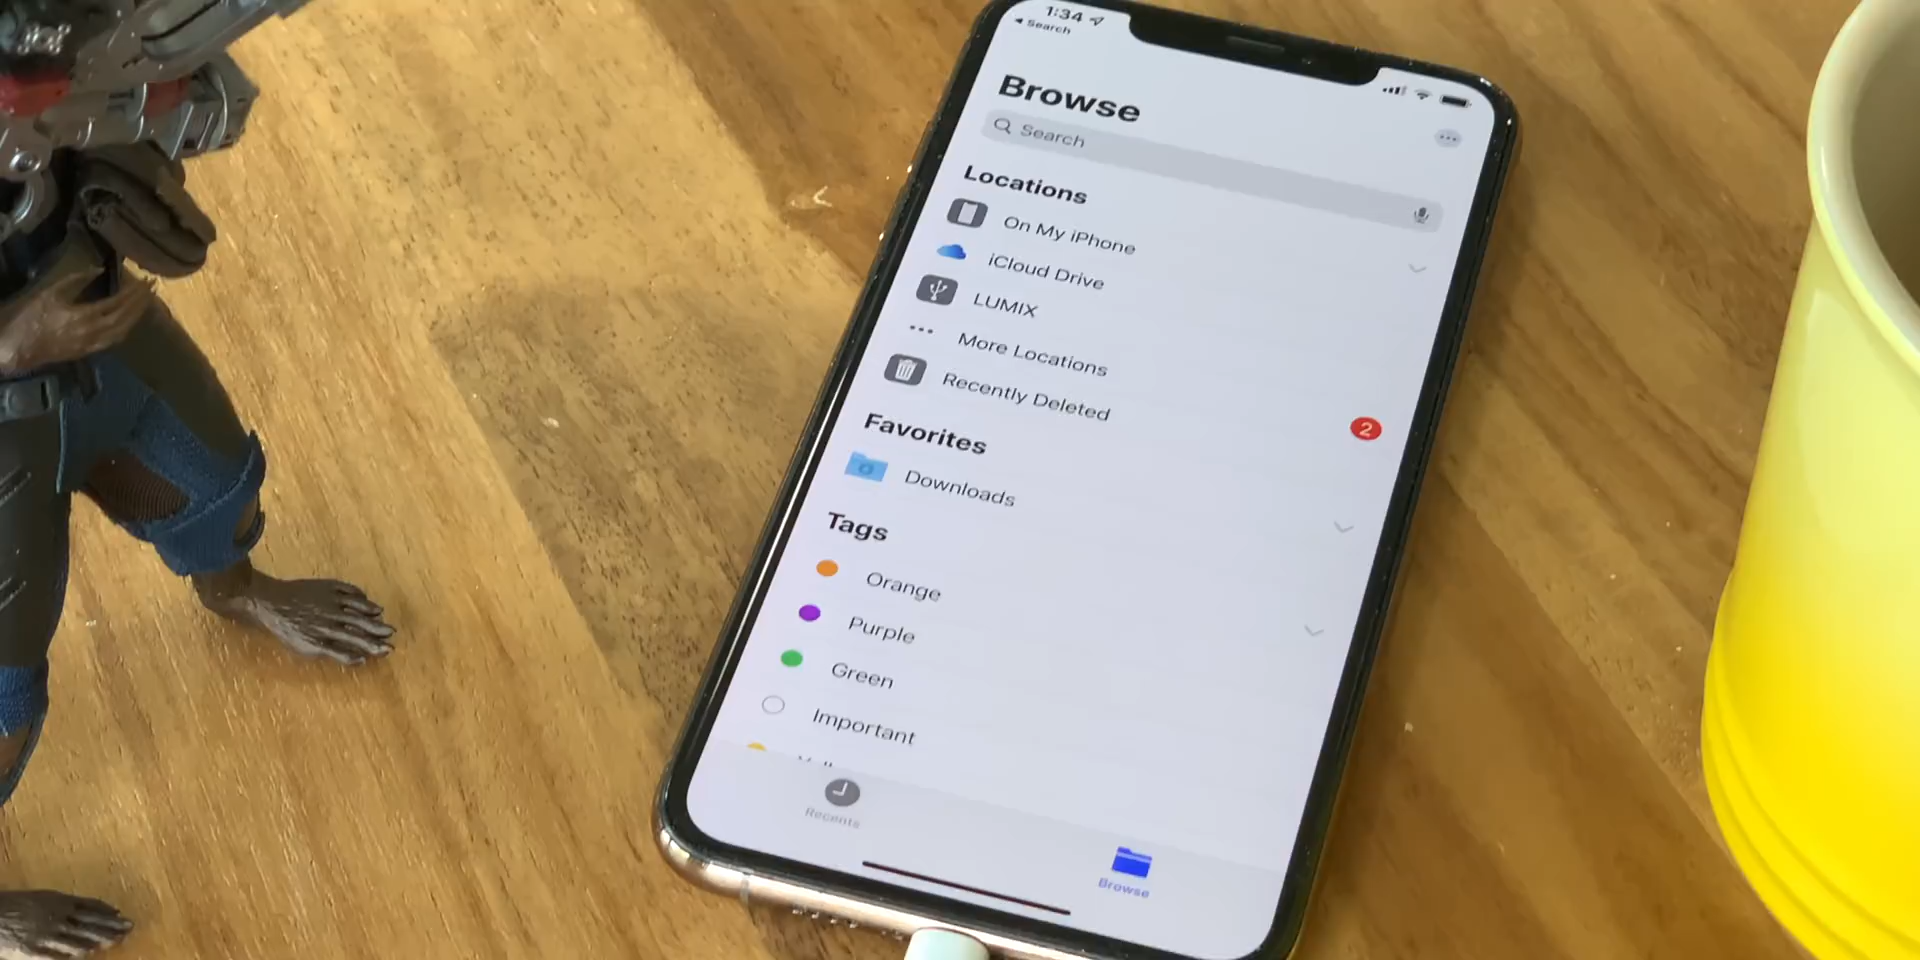 1:34
Search
Browse
Search
Locations
On My iPhone
iCloud Drive
LUMIX
More Locations
2
Recently Deleted
Favorites
Downloads
Tags
Orange
Purple
Green
Important
Recents
Browse